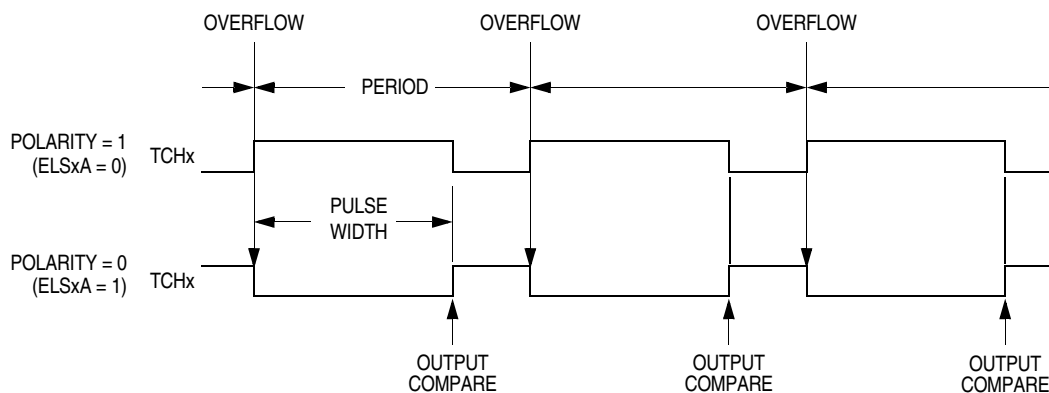 OVERFLOW
OVERFLOW
OVERFLOW
PERIOD
POLARITY = 1
(ELSxA = 0)
TCHx
PULSE
WIDTH
POLARITY = 0
(ELSxA = 1)
TCHx
OUTPUT
COMPARE
OUTPUT
COMPARE
OUTPUT
COMPARE